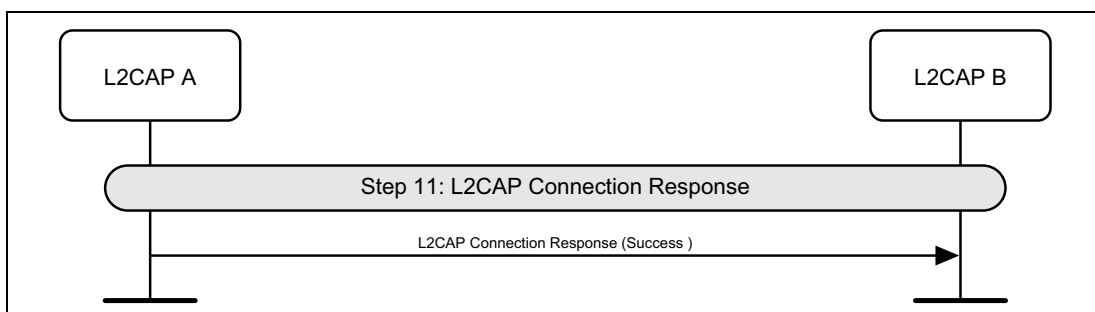 L2CAP A
L2CAP B
Step 11: L2CAP Connection Response
L2CAP Connection Response (Success )